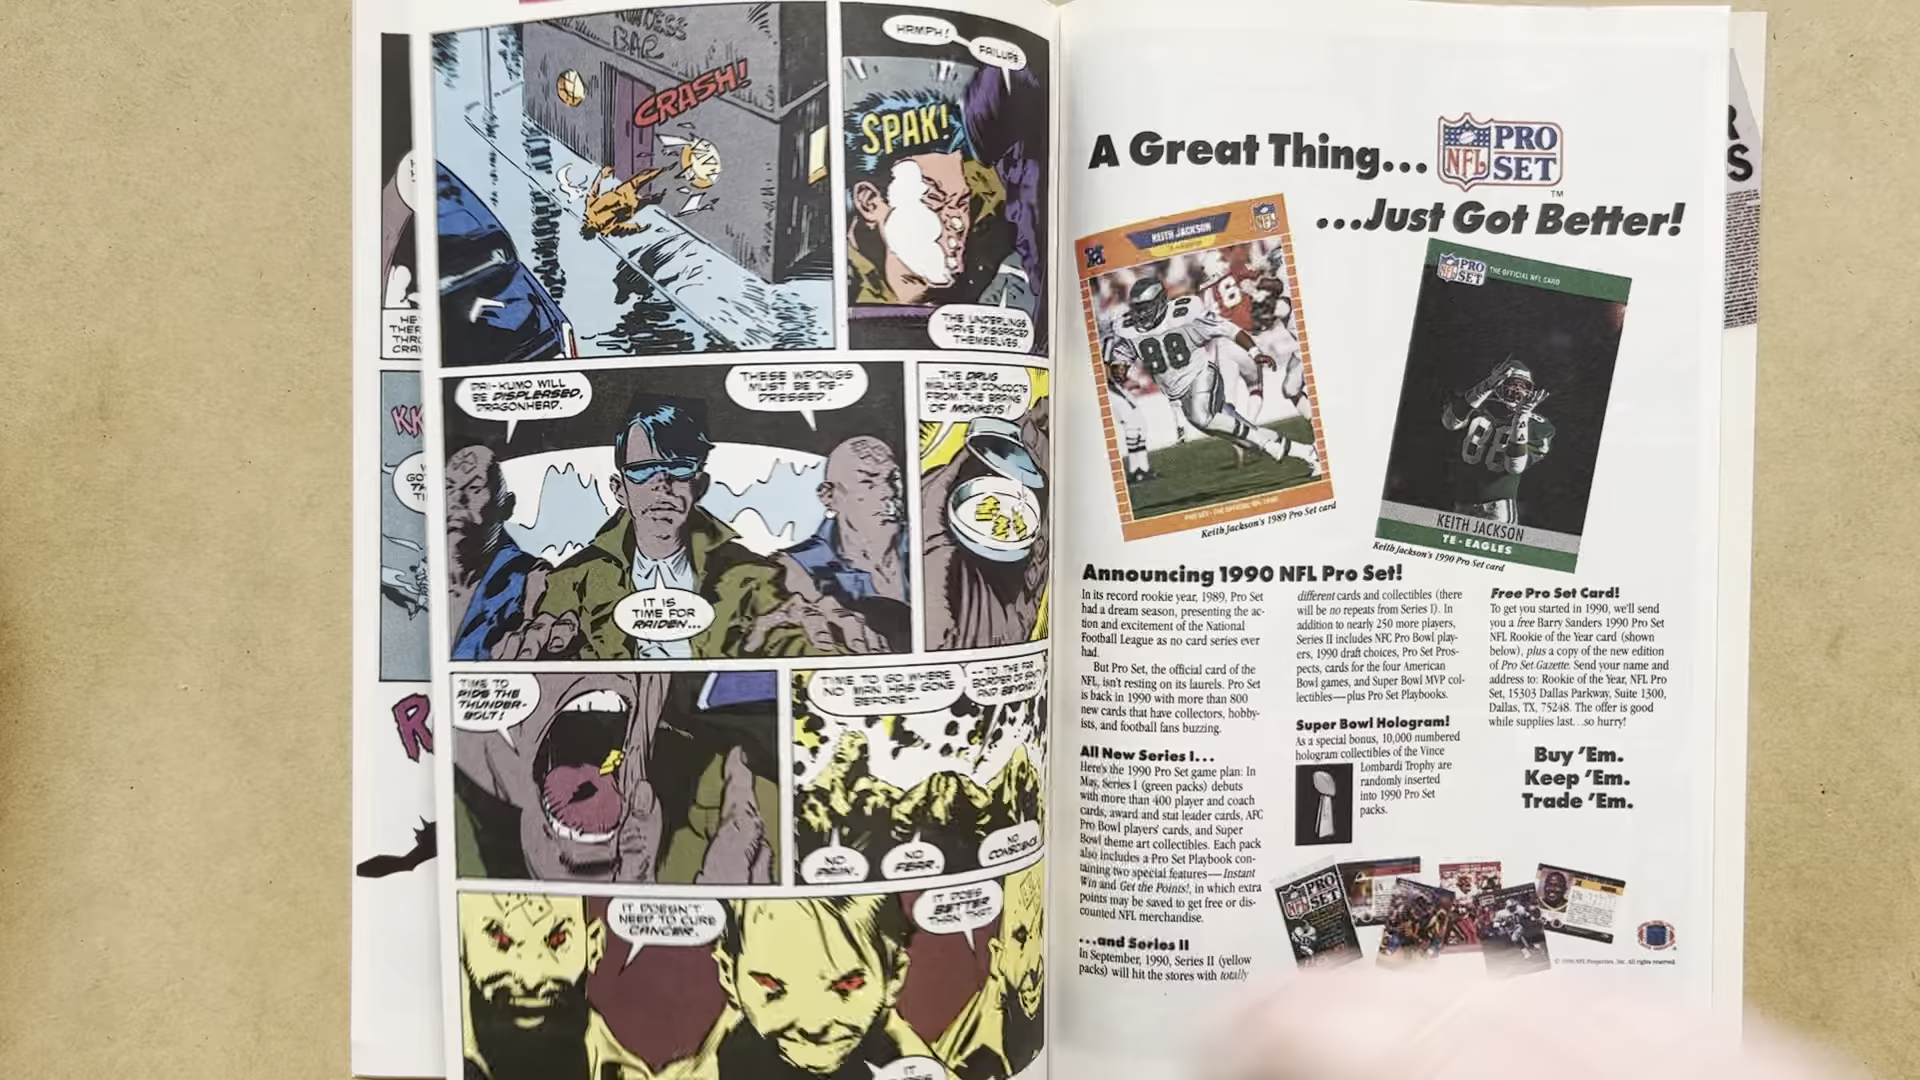 BAR
CRASH!
HRMPH!
FAILURE
SPAK!
THE UNDERLINGS
HAVE DISGRACED
THEMSELVES.
DAI-KUMO WILL
BE DISPLEASED,
DRAGONHEAD.
THESE WRONGS
MUST BE RE-
DRESSED.
IT IS
TIME FOR
RAIDEN...
...THE DRUG
MALHEUR CONCOCTS
FROM THE BRAINS
OF MONKEYS!
TIME TO
RIDE THE
THUNDER-
BOLT!
TIME TO GO WHERE
NO MAN HAS GONE
BEFORE--
--TO THE FAR
BORDER OF SANITY
AND BEYOND!
NO
PAIN.
NO
FEAR.
NO
CONSCIENCE.
IT DOESN'T
NEED TO CURE
CANCER.
IT DOES
BETTER
THAN THAT.
IT
A Great Thing...
NFL PRO SET
TM
...Just Got Better!
KEITH JACKSON
88
Keith Jackson's 1989 Pro Set card
PRO SET
NFL
THE OFFICIAL NFL CARD
88
KEITH JACKSON
TE - EAGLES
Keith Jackson's 1990 Pro Set card
Announcing 1990 NFL Pro Set!
In its record rookie year, 1989, Pro Set
had a dream season, presenting the ac-
tion and excitement of the National
Football League as no card series ever
had.
But Pro Set, the official card of the
NFL, isn't resting on its laurels. Pro Set
is back in 1990 with more than 800
new cards that have collectors, hobby-
ists, and football fans buzzing.
All New Series I...
Here's the 1990 Pro Set game plan: In
May, Series I (green packs) debuts
with more than 400 player and coach
cards, award and stat leader cards, AFC
Pro Bowl players' cards, and Super
Bowl theme art collectibles. Each pack
also includes a Pro Set Playbook con-
taining two special features—Instant
Win and Get the Points!, in which extra
points may be saved to get free or dis-
counted NFL merchandise.
...and Series II
In September, 1990, Series II (yellow
packs) will hit the stores with totally
different cards and collectibles (there
will be no repeats from Series I). In
addition to nearly 250 more players,
Series II includes NFC Pro Bowl play-
ers, 1990 draft choices, Pro Set Pros-
pects, cards for the four American
Bowl games, and Super Bowl MVP col-
lectibles—plus Pro Set Playbooks.
Super Bowl Hologram!
As a special bonus, 10,000 numbered
hologram collectibles of the Vince
Lombardi Trophy are
randomly inserted
into 1990 Pro Set
packs.
Free Pro Set Card!
To get you started in 1990, we'll send
you a free Barry Sanders 1990 Pro Set
NFL Rookie of the Year card (shown
below), plus a copy of the new edition
of Pro Set Gazette. Send your name and
address to: Rookie of the Year, NFL Pro
Set, 15303 Dallas Parkway, Suite 1300,
Dallas, TX, 75248. The offer is good
while supplies last...so hurry!
Buy 'Em.
Keep 'Em.
Trade 'Em.
NFL PRO SET
© 1990 NFL Properties, Inc. All rights reserved.